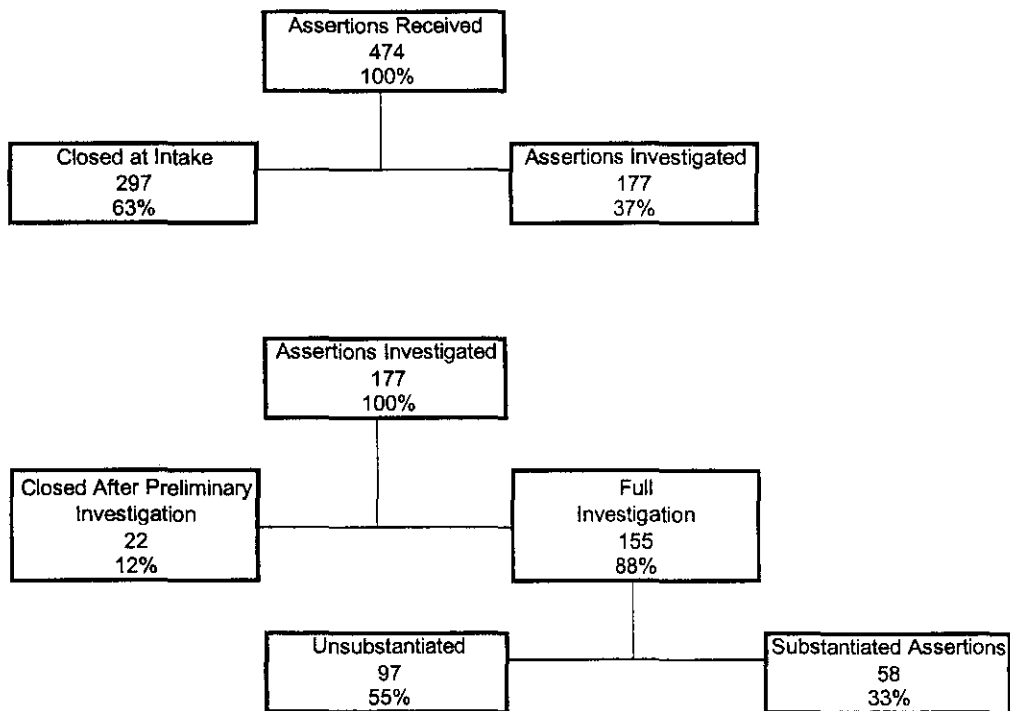 Assertions Received
474
100%
Closed at Intake
297
63%
Assertions Investigated
177
37%
Assertions Investigated
177
100%
Closed After Preliminary
Investigation
22
12%
Full
Investigation
155
88%
Unsubstantiated
97
55%
Substantiated Assertions
58
33%